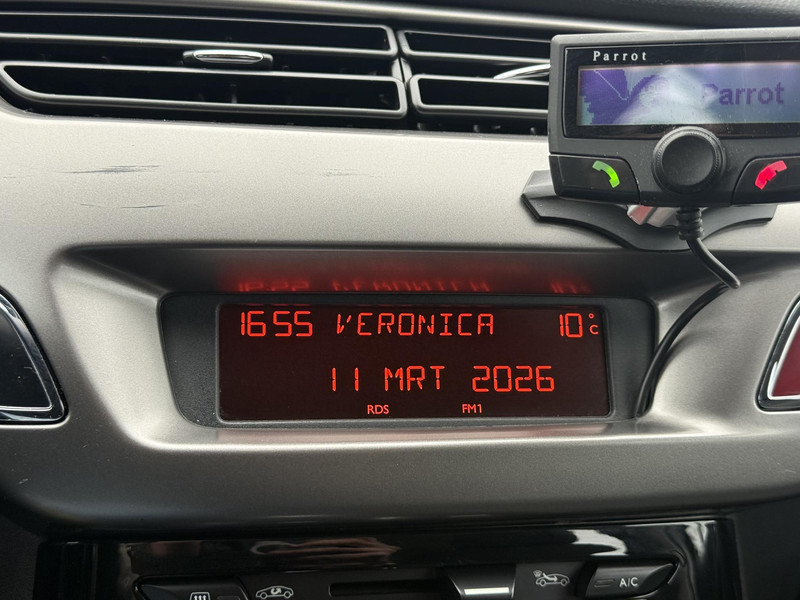 Parrot
Parrot
1655 VERONICA 10°C
11 MRT 2026
RDS FM1
A/C